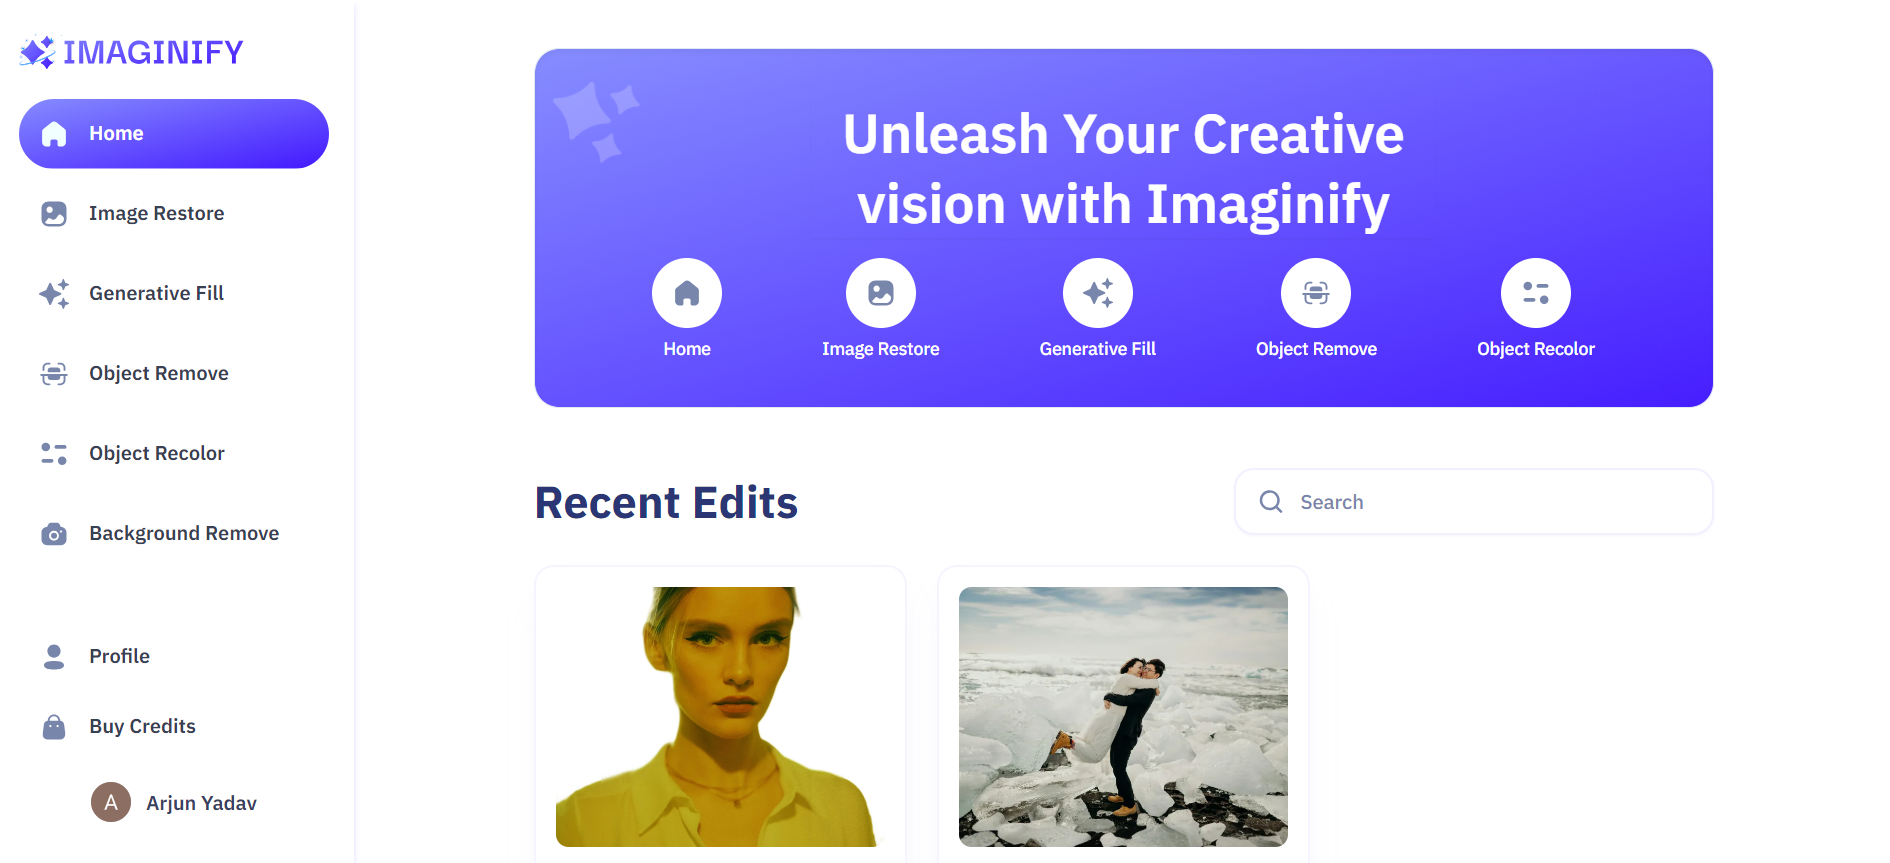 IMAGINIFY
Home
Image Restore
Generative Fill
Object Remove
Object Recolor
Background Remove
Profile
Buy Credits
A
Arjun Yadav
Unleash Your Creative
vision with Imaginify
Home
Image Restore
Generative Fill
Object Remove
Object Recolor
Recent Edits
Search